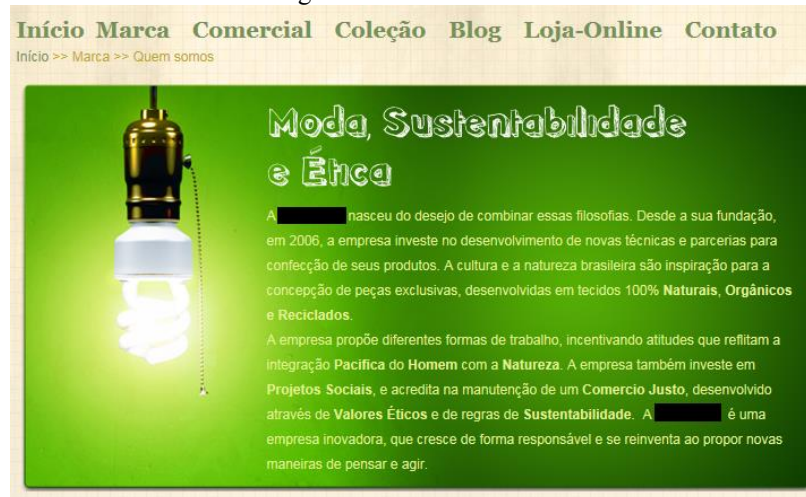 Início Marca Comercial Coleção Blog Loja-Online Contato
Início >> Marca >> Quem somos
Moda, Sustentabilidade
e Ética
A nasceu do desejo de combinar essas filosofias. Desde a sua fundação,
em 2006, a empresa investe no desenvolvimento de novas técnicas e parcerias para
confecção de seus produtos. A cultura e a natureza brasileira são inspiração para a
concepção de peças exclusivas, desenvolvidas em tecidos 100% Naturais, Orgânicos
e Reciclados.
A empresa propõe diferentes formas de trabalho, incentivando atitudes que reflitam a
integração Pacifica do Homem com a Natureza. A empresa também investe em
Projetos Sociais, e acredita na manutenção de um Comercio Justo, desenvolvido
através de Valores Éticos e de regras de Sustentabilidade. A é uma
empresa inovadora, que cresce de forma responsável e se reinventa ao propor novas
maneiras de pensar e agir.